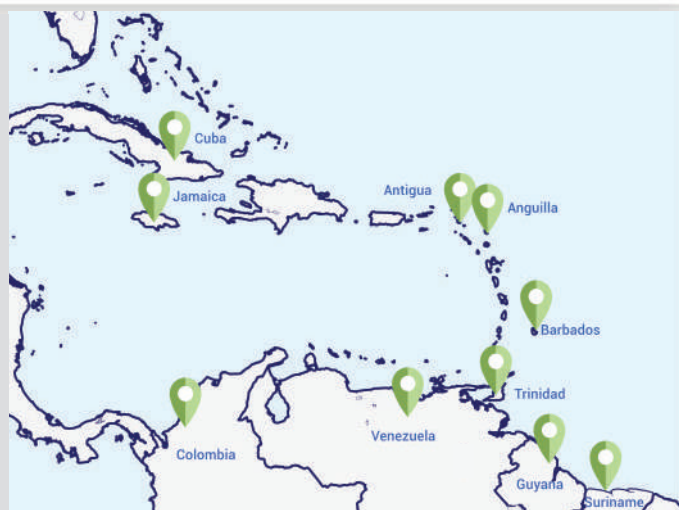 Cuba
Jamaica
Antigua
Anguilla
Barbados
Trinidad
Venezuela
Colombia
Guyana
Suriname